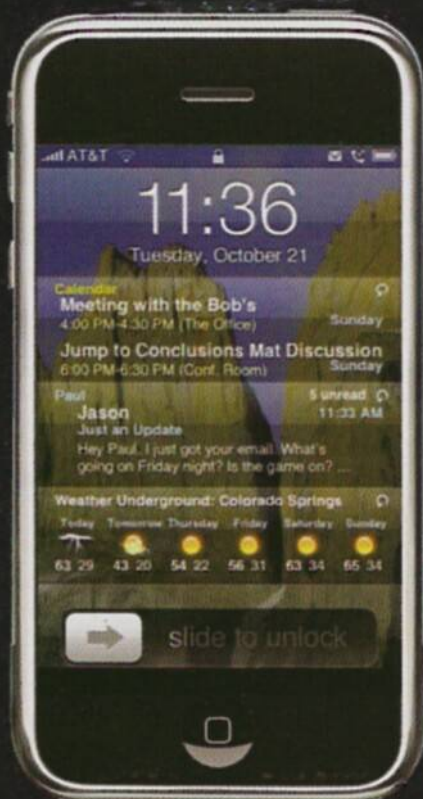 AT&T
11:36
Tuesday, October 21
Calendar
Meeting with the Bob's
4:00 PM-4:30 PM (The Office) Sunday
Jump to Conclusions Mat Discussion
6:00 PM-6:30 PM (Conf. Room) Sunday
Paul 5 unread
Jason 11:33 AM
Just an Update
Hey Paul, I just got your email. What's
going on Friday night? Is the game on? ...
Weather Underground: Colorado Springs
Today Tomorrow Thursday Friday Saturday Sunday
63 29 43 20 54 22 56 31 63 34 65 34
slide to unlock